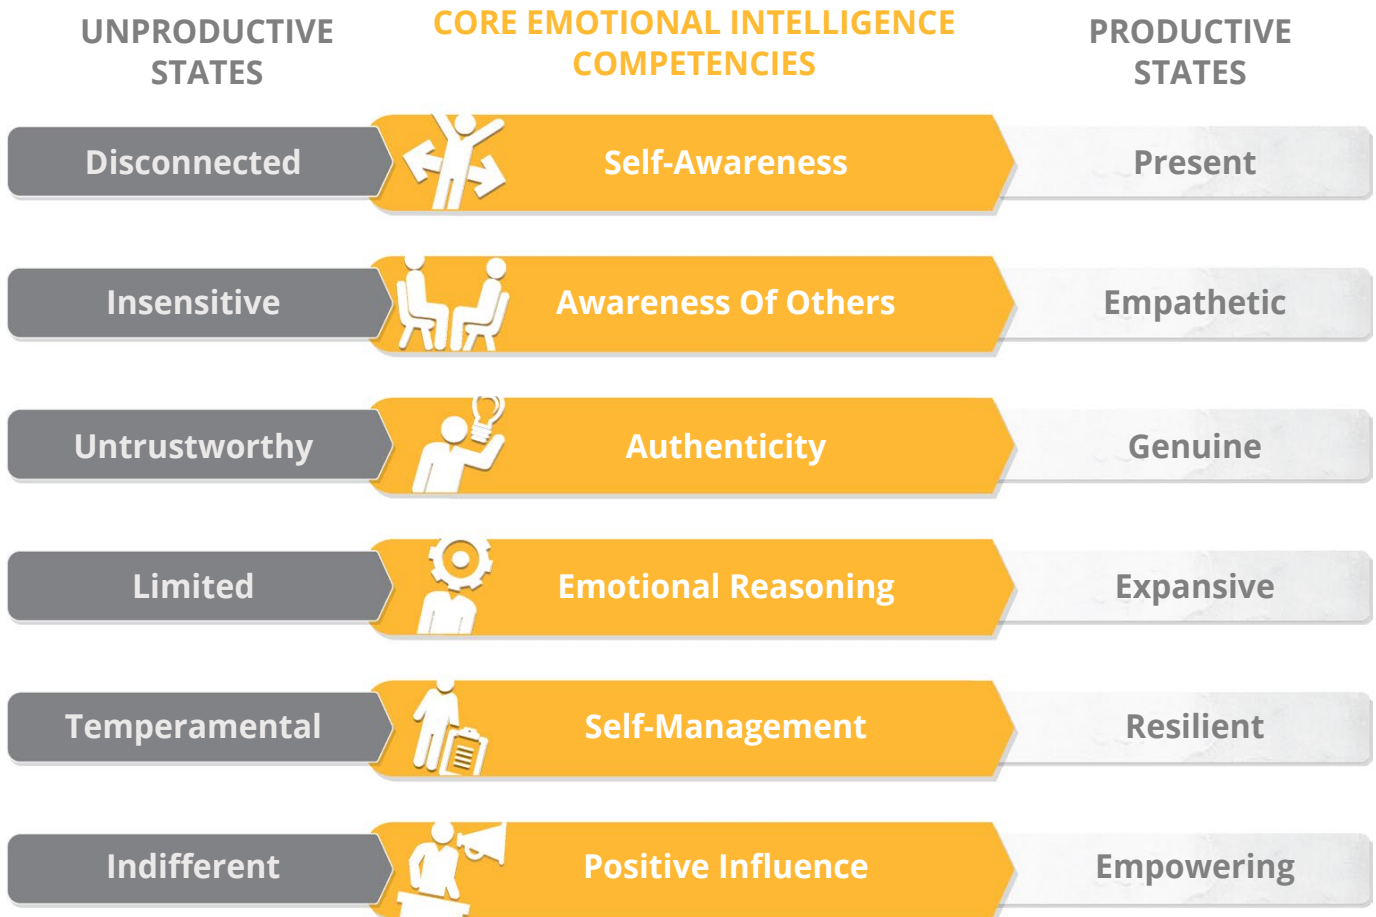 UNPRODUCTIVE
STATES
CORE EMOTIONAL INTELLIGENCE
COMPETENCIES
PRODUCTIVE
STATES
Disconnected
Self-Awareness
Present
Insensitive
Awareness Of Others
Empathetic
Untrustworthy
Authenticity
Genuine
Limited
Emotional Reasoning
Expansive
Temperamental
Self-Management
Resilient
Indifferent
Positive Influence
Empowering